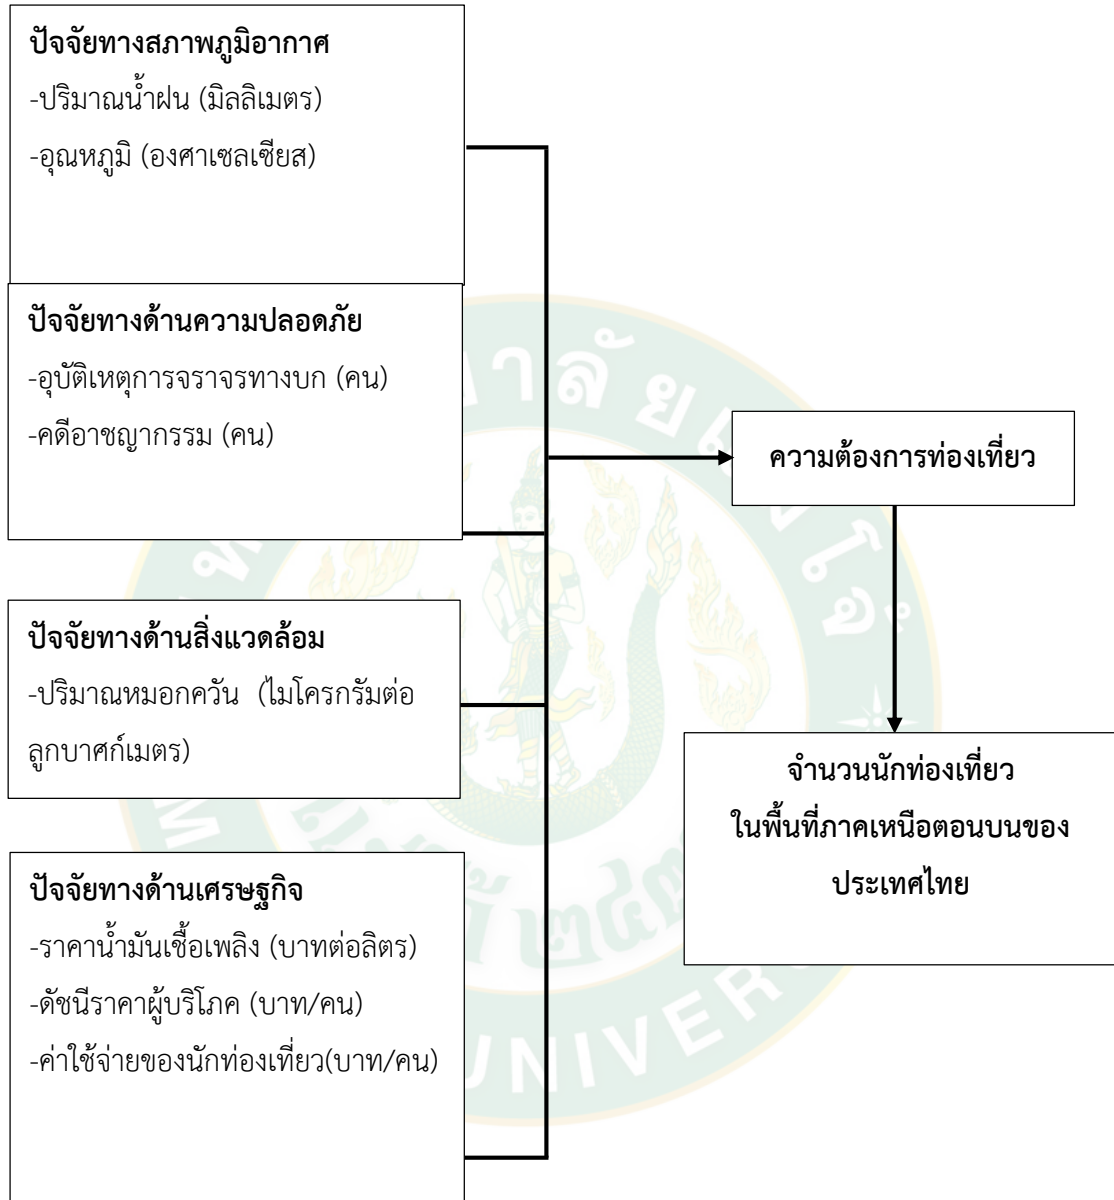 ปัจจัยทางสภาพภูมิอากาศ
-ปริมาณน้ำฝน (มิลลิเมตร)
-อุณหภูมิ (องศาเซลเซียส)
ปัจจัยทางด้านความปลอดภัย
-อุบัติเหตุการจราจรทางบก (คน)
-คดีอาชญากรรม (คน)
ความต้องการท่องเที่ยว
ปัจจัยทางด้านสิ่งแวดล้อม
-ปริมาณหมอกควัน (ไมโครกรัมต่อ
ลูกบาศก์เมตร)
จำนวนนักท่องเที่ยว
ในพื้นที่ภาคเหนือตอนบนของ
ประเทศไทย
ปัจจัยทางด้านเศรษฐกิจ
-ราคาน้ำมันเชื้อเพลิง (บาทต่อลิตร)
-ดัชนีราคาผู้บริโภค (บาท/คน)
-ค่าใช้จ่ายของนักท่องเที่ยว(บาท/คน)